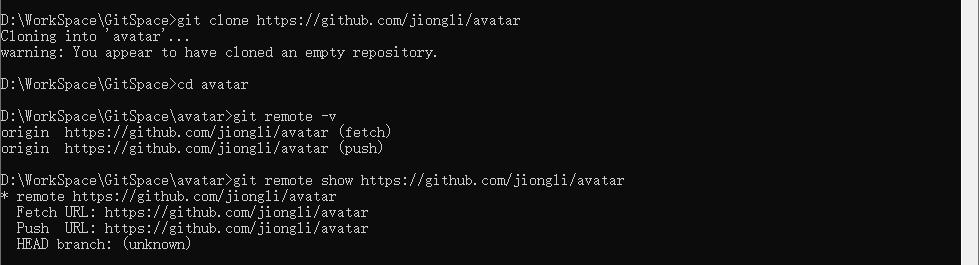 D:\WorkSpace\GitSpace>git clone https://github.com/jiongli/avatar
Cloning into 'avatar'...
warning: You appear to have cloned an empty repository.
D:\WorkSpace\GitSpace>cd avatar
D:\WorkSpace\GitSpace\avatar>git remote -v
origin  https://github.com/jiongli/avatar (fetch)
origin  https://github.com/jiongli/avatar (push)
D:\WorkSpace\GitSpace\avatar>git remote show https://github.com/jiongli/avatar
* remote https://github.com/jiongli/avatar
  Fetch URL: https://github.com/jiongli/avatar
  Push  URL: https://github.com/jiongli/avatar
  HEAD branch: (unknown)